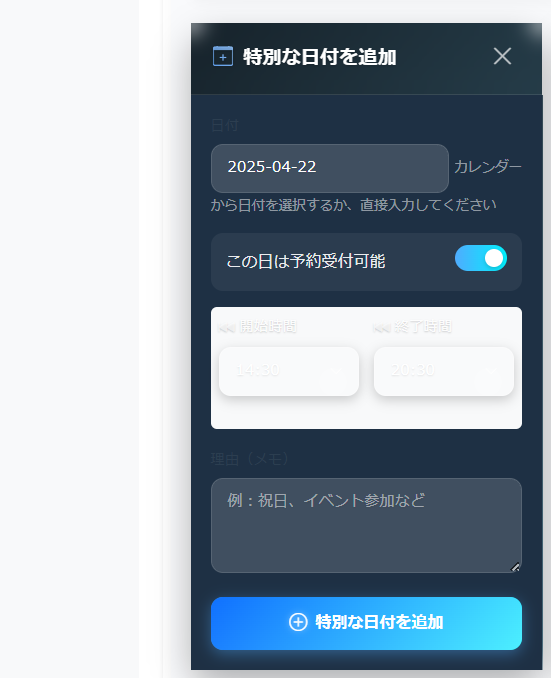 特別な日付を追加
日付
2025-04-22 カレンダー
から日付を選択するか、直接入力してください
この日は予約受付可能
開始時間 終了時間
14:30 20:30
理由（メモ）
例：祝日、イベント参加など
特別な日付を追加